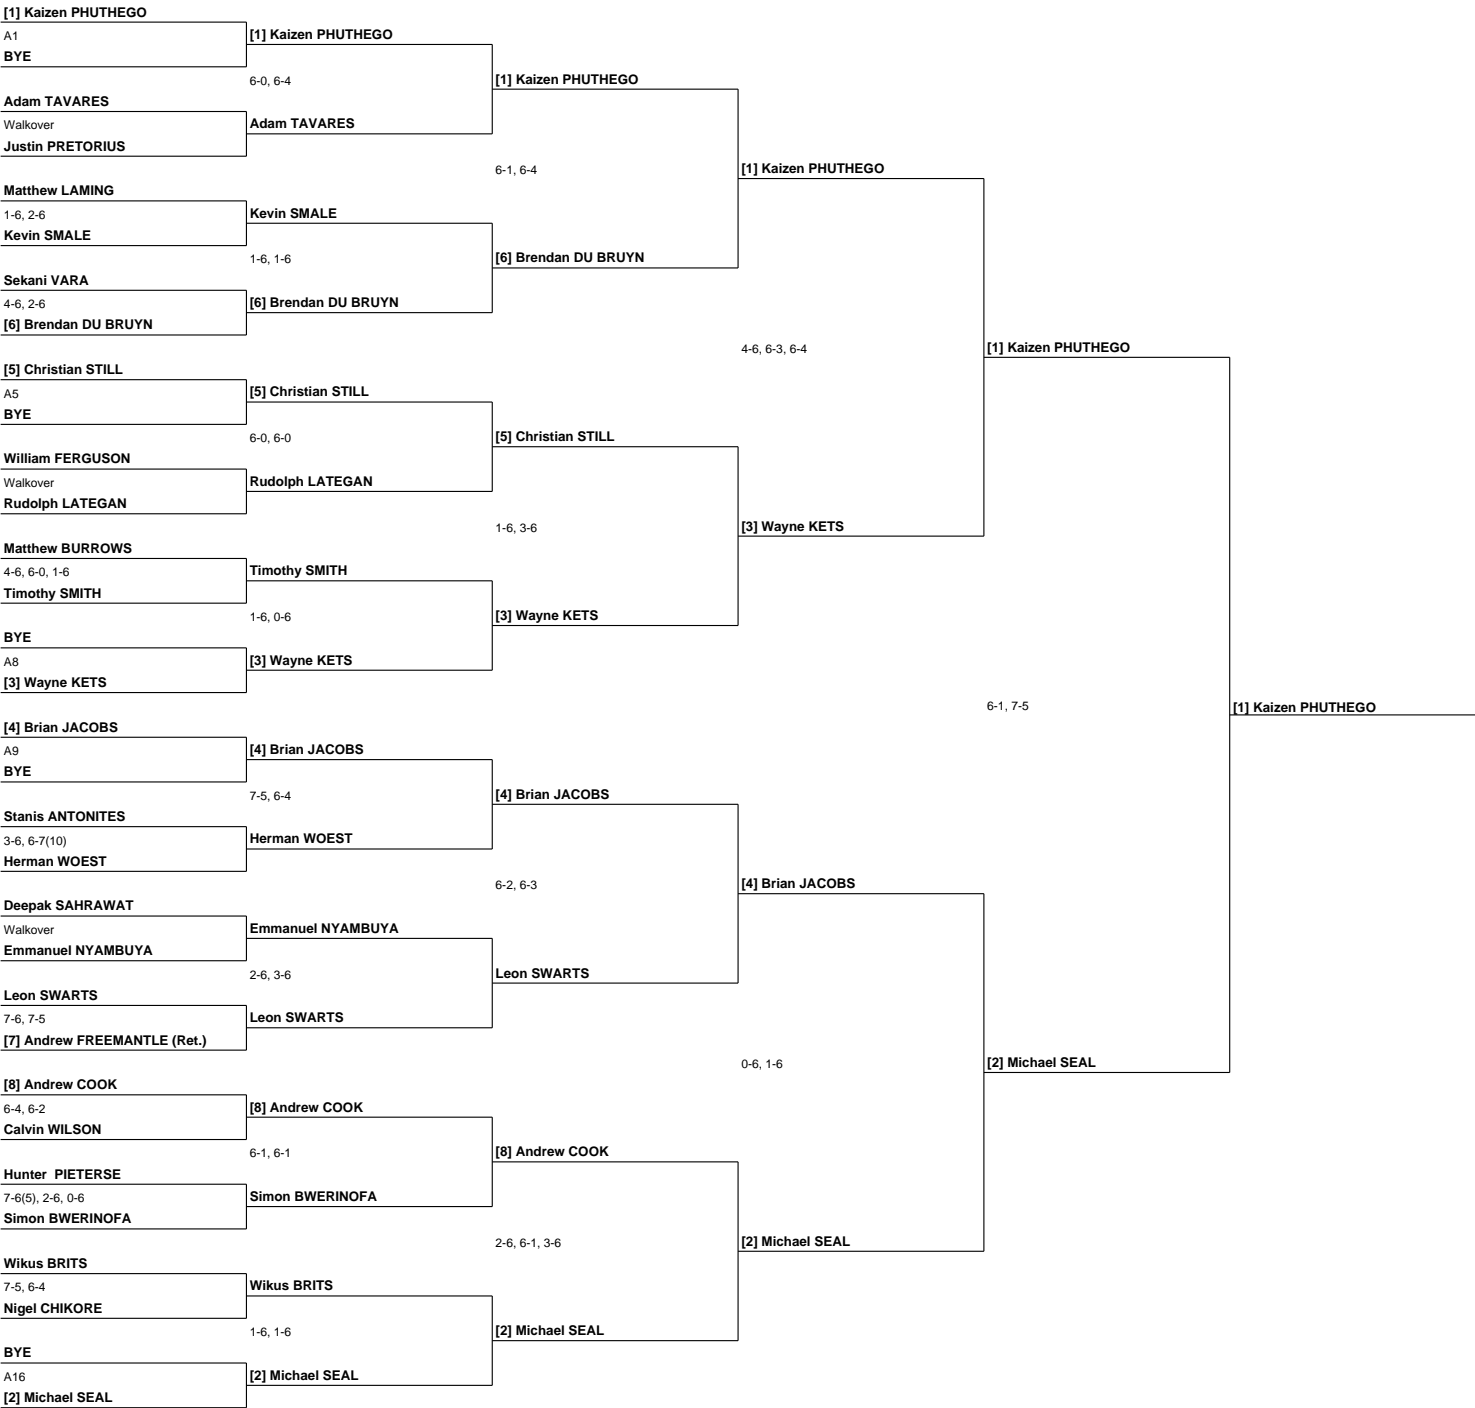 [1] Kaizen PHUTHEGO
A1
BYE
Adam TAVARES
Walkover
Justin PRETORIUS
Matthew LAMING
1-6, 2-6
Kevin SMALE
Sekani VARA
4-6, 2-6
[6] Brendan DU BRUYN
[5] Christian STILL
A5
BYE
William FERGUSON
Walkover
Rudolph LATEGAN
Matthew BURROWS
4-6, 6-0, 1-6
Timothy SMITH
BYE
A8
[3] Wayne KETS
[4] Brian JACOBS
A9
BYE
Stanis ANTONITES
3-6, 6-7(10)
Herman WOEST
Deepak SAHRAWAT
Walkover
Emmanuel NYAMBUYA
Leon SWARTS
7-6, 7-5
[7] Andrew FREEMANTLE (Ret.)
[8] Andrew COOK
6-4, 6-2
Calvin WILSON
Hunter  PIETERSE
7-6(5), 2-6, 0-6
Simon BWERINOFA
Wikus BRITS
7-5, 6-4
Nigel CHIKORE
BYE
A16
[2] Michael SEAL
[1] Kaizen PHUTHEGO
6-0, 6-4
Adam TAVARES
Kevin SMALE
1-6, 1-6
[6] Brendan DU BRUYN
[5] Christian STILL
6-0, 6-0
Rudolph LATEGAN
Timothy SMITH
1-6, 0-6
[3] Wayne KETS
[4] Brian JACOBS
7-5, 6-4
Herman WOEST
Emmanuel NYAMBUYA
2-6, 3-6
Leon SWARTS
[8] Andrew COOK
6-1, 6-1
Simon BWERINOFA
Wikus BRITS
1-6, 1-6
[2] Michael SEAL
[1] Kaizen PHUTHEGO
6-1, 6-4
[6] Brendan DU BRUYN
[5] Christian STILL
1-6, 3-6
[3] Wayne KETS
[4] Brian JACOBS
6-2, 6-3
Leon SWARTS
[8] Andrew COOK
2-6, 6-1, 3-6
[2] Michael SEAL
[1] Kaizen PHUTHEGO
4-6, 6-3, 6-4
[3] Wayne KETS
[4] Brian JACOBS
0-6, 1-6
[2] Michael SEAL
[1] Kaizen PHUTHEGO
6-1, 7-5
[2] Michael SEAL
[1] Kaizen PHUTHEGO